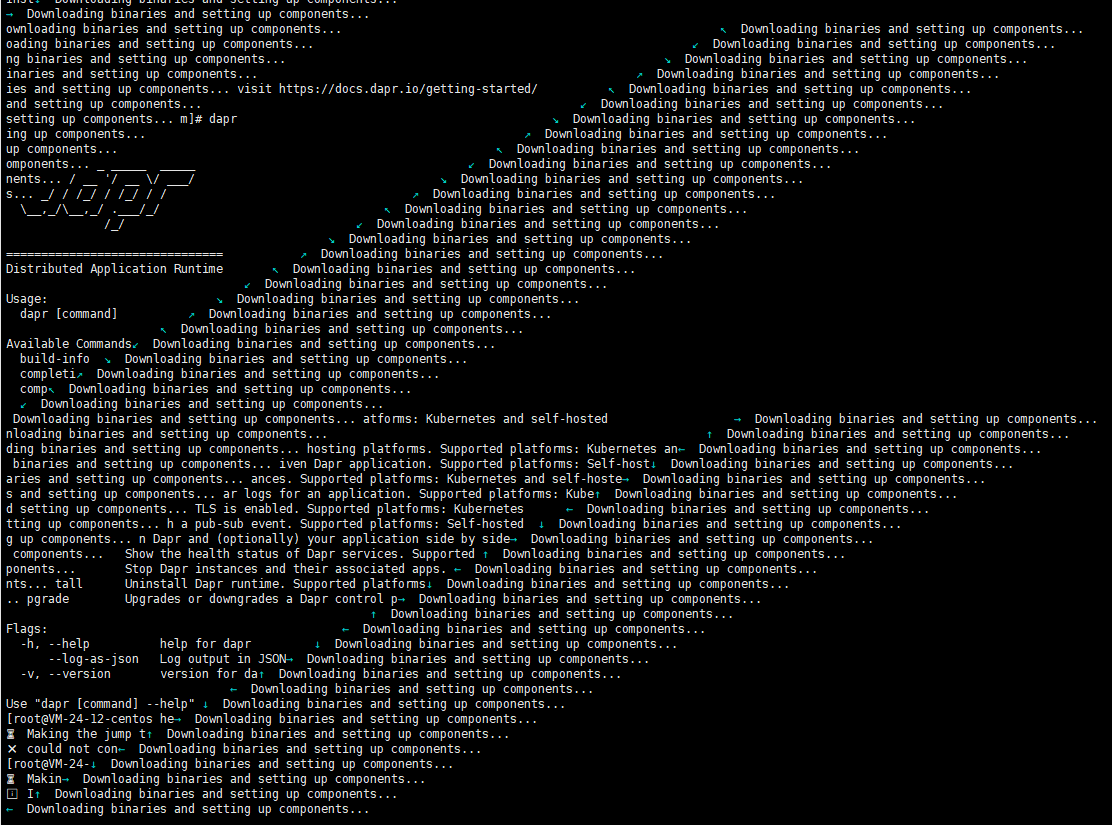 →  Downloading binaries and setting up components...
ownloading binaries and setting up components...                                                      ↖  Downloading binaries and setting up components...
oading binaries and setting up components...                                                      ↙  Downloading binaries and setting up components...
ng binaries and setting up components...                                                      ↘  Downloading binaries and setting up components...
inaries and setting up components...                                                      ↗  Downloading binaries and setting up components...
ies and setting up components... visit https://docs.dapr.io/getting-started/          ↖  Downloading binaries and setting up components...
and setting up components...                                                      ↙  Downloading binaries and setting up components...
setting up components... m]# dapr                                             ↘  Downloading binaries and setting up components...
ing up components...                                                      ↗  Downloading binaries and setting up components...
up components...                                                      ↖  Downloading binaries and setting up components...
omponents... _ _____  _____                                       ↙  Downloading binaries and setting up components...
nents... / __ '/ __ \/ ___/                                   ↘  Downloading binaries and setting up components...
s... _/ / /_/ / /_/ / /                                   ↗  Downloading binaries and setting up components...
  \__,_/\__,_/ .___/_/                                ↖  Downloading binaries and setting up components...
              /_/                                 ↙  Downloading binaries and setting up components...
                                              ↘  Downloading binaries and setting up components...
===============================           ↗  Downloading binaries and setting up components...
Distributed Application Runtime       ↖  Downloading binaries and setting up components...
                                  ↙  Downloading binaries and setting up components...
Usage:                        ↘  Downloading binaries and setting up components...
  dapr [command]          ↗  Downloading binaries and setting up components...
                      ↖  Downloading binaries and setting up components...
Available Commands↙  Downloading binaries and setting up components...
  build-info  ↘  Downloading binaries and setting up components...
  completi↗  Downloading binaries and setting up components...
  comp↖  Downloading binaries and setting up components...
  ↙  Downloading binaries and setting up components...
 Downloading binaries and setting up components... atforms: Kubernetes and self-hosted                  →  Downloading binaries and setting up components...
nloading binaries and setting up components...                                                      ↑  Downloading binaries and setting up components...
ding binaries and setting up components... hosting platforms. Supported platforms: Kubernetes an←  Downloading binaries and setting up components...
 binaries and setting up components... iven Dapr application. Supported platforms: Self-host↓  Downloading binaries and setting up components...
aries and setting up components... ances. Supported platforms: Kubernetes and self-hoste→  Downloading binaries and setting up components...
s and setting up components... ar logs for an application. Supported platforms: Kube↑  Downloading binaries and setting up components...
d setting up components... TLS is enabled. Supported platforms: Kubernetes      ←  Downloading binaries and setting up components...
tting up components... h a pub-sub event. Supported platforms: Self-hosted  ↓  Downloading binaries and setting up components...
g up components... n Dapr and (optionally) your application side by side→  Downloading binaries and setting up components...
 components...   Show the health status of Dapr services. Supported ↑  Downloading binaries and setting up components...
ponents...       Stop Dapr instances and their associated apps. ←  Downloading binaries and setting up components...
nts... tall      Uninstall Dapr runtime. Supported platforms↓  Downloading binaries and setting up components...
.. pgrade        Upgrades or downgrades a Dapr control p→  Downloading binaries and setting up components...
                                                    ↑  Downloading binaries and setting up components...
Flags:                                          ←  Downloading binaries and setting up components...
  -h, --help          help for dapr         ↓  Downloading binaries and setting up components...
      --log-as-json   Log output in JSON→  Downloading binaries and setting up components...
  -v, --version       version for da↑  Downloading binaries and setting up components...
                                ←  Downloading binaries and setting up components...
Use "dapr [command] --help" ↓  Downloading binaries and setting up components...
[root@VM-24-12-centos he→  Downloading binaries and setting up components...
⌛ Making the jump t↑  Downloading binaries and setting up components...
✕ could not con←  Downloading binaries and setting up components...
[root@VM-24-↓  Downloading binaries and setting up components...
⌛ Makin→  Downloading binaries and setting up components...
ℹ I↑  Downloading binaries and setting up components...
←  Downloading binaries and setting up components...